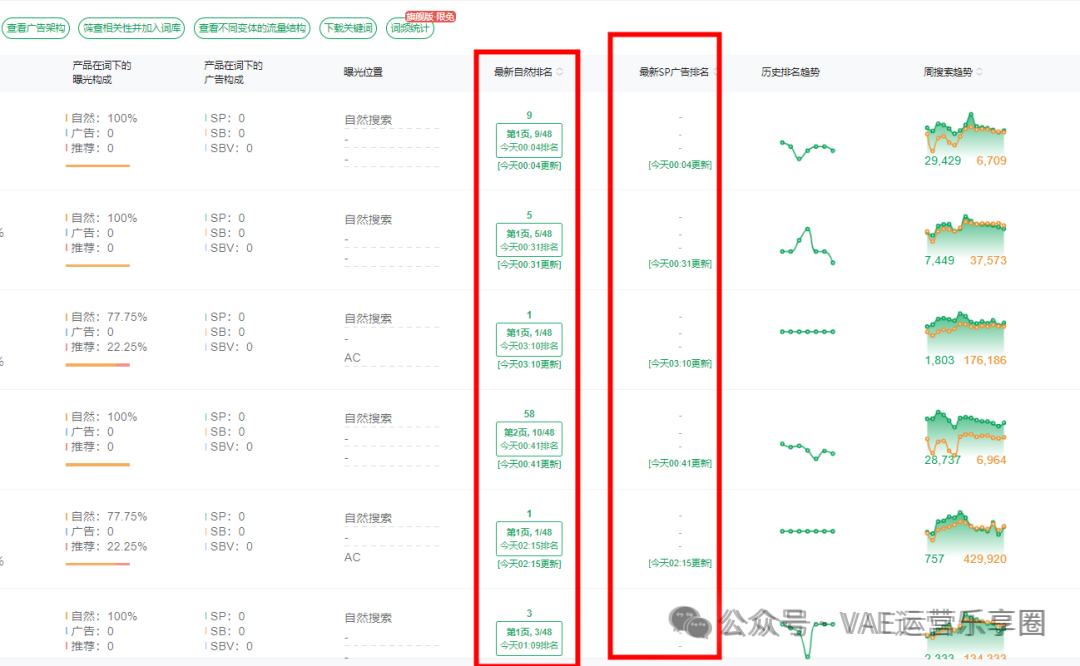 旗舰版·限免
查看广告架构 筛查相关性并加入词库 查看不同变体的流量结构 下载关键词 词频统计
产品在词下的曝光构成 产品在词下的广告构成 曝光位置 最新自然排名 最新SP广告排名 历史排名趋势 周搜索趋势
自然: 100% SP: 0 自然搜索 9 -
广告: 0 SB: 0 - 第1页, 9/48 -
推荐: 0 SBV: 0 - 今天00:04排名 -
[今天00:04更新] [今天00:04更新] 29,429 6,709
自然: 100% SP: 0 自然搜索 5 -
% 广告: 0 SB: 0 - 第1页, 5/48 -
推荐: 0 SBV: 0 - 今天00:31排名 -
[今天00:31更新] [今天00:31更新] 7,449 37,573
自然: 77.75% SP: 0 自然搜索 1 -
广告: 0 SB: 0 - 第1页, 1/48 -
推荐: 22.25% SBV: 0 AC 今天03:10排名 -
% [今天03:10更新] [今天03:10更新] 1,803 176,186
自然: 100% SP: 0 自然搜索 58 -
广告: 0 SB: 0 - 第2页, 10/48 -
推荐: 0 SBV: 0 - 今天00:41排名 -
[今天00:41更新] [今天00:41更新] 28,737 6,964
自然: 77.75% SP: 0 自然搜索 1 -
广告: 0 SB: 0 - 第1页, 1/48 -
推荐: 22.25% SBV: 0 AC 今天02:15排名 -
% [今天02:15更新] [今天02:15更新] 757 429,920
自然: 100% SP: 0 自然搜索 3
广告: 0 SB: 0 - 第1页, 3/48
推荐: 0 SBV: 0 - 今天01:09排名 -
2,333 134,333
公众号 · VAE运营乐享圈